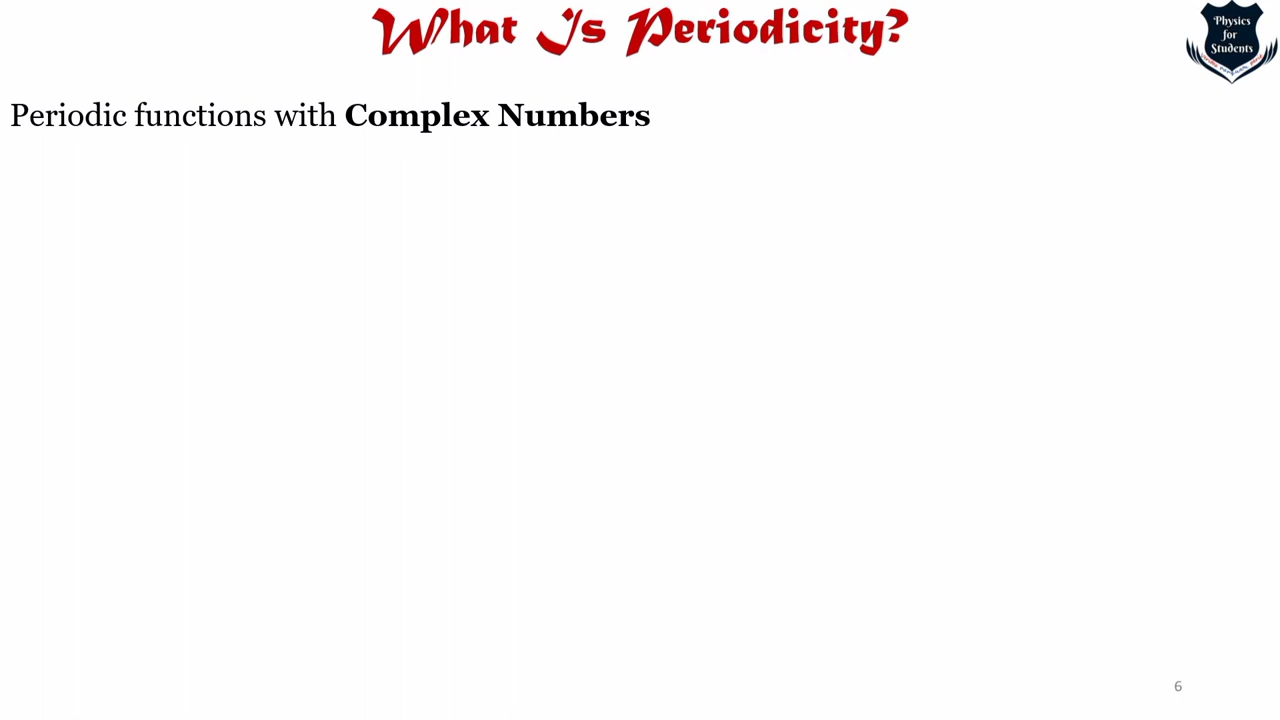 What Is Periodicity?
Physics
for
Students
Periodic functions with Complex Numbers
6